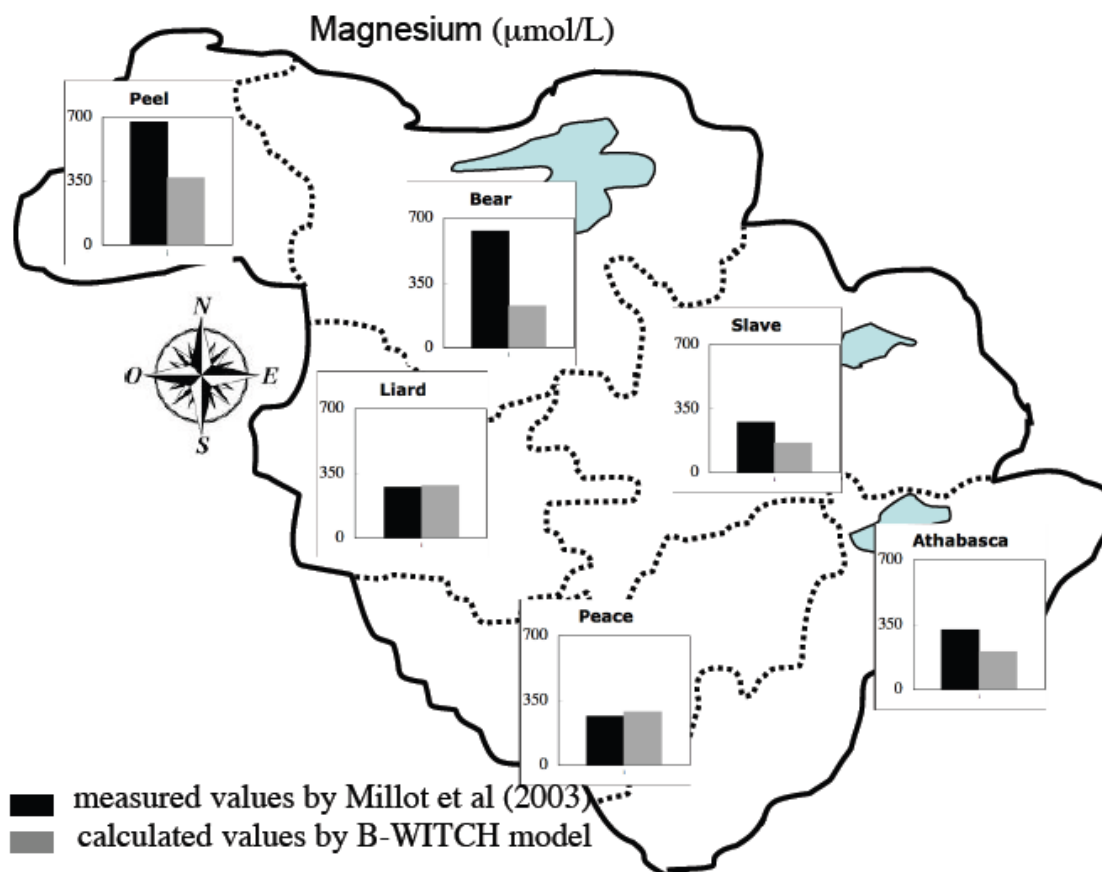 Magnesium (μmol/L)
Peel
700
350
0
Bear
700
350
0
N
O
E
S
Slave
700
350
0
Liard
700
350
0
Athabasca
700
350
0
Peace
700
350
0
measured values by Millot et al (2003)
calculated values by B-WITCH model